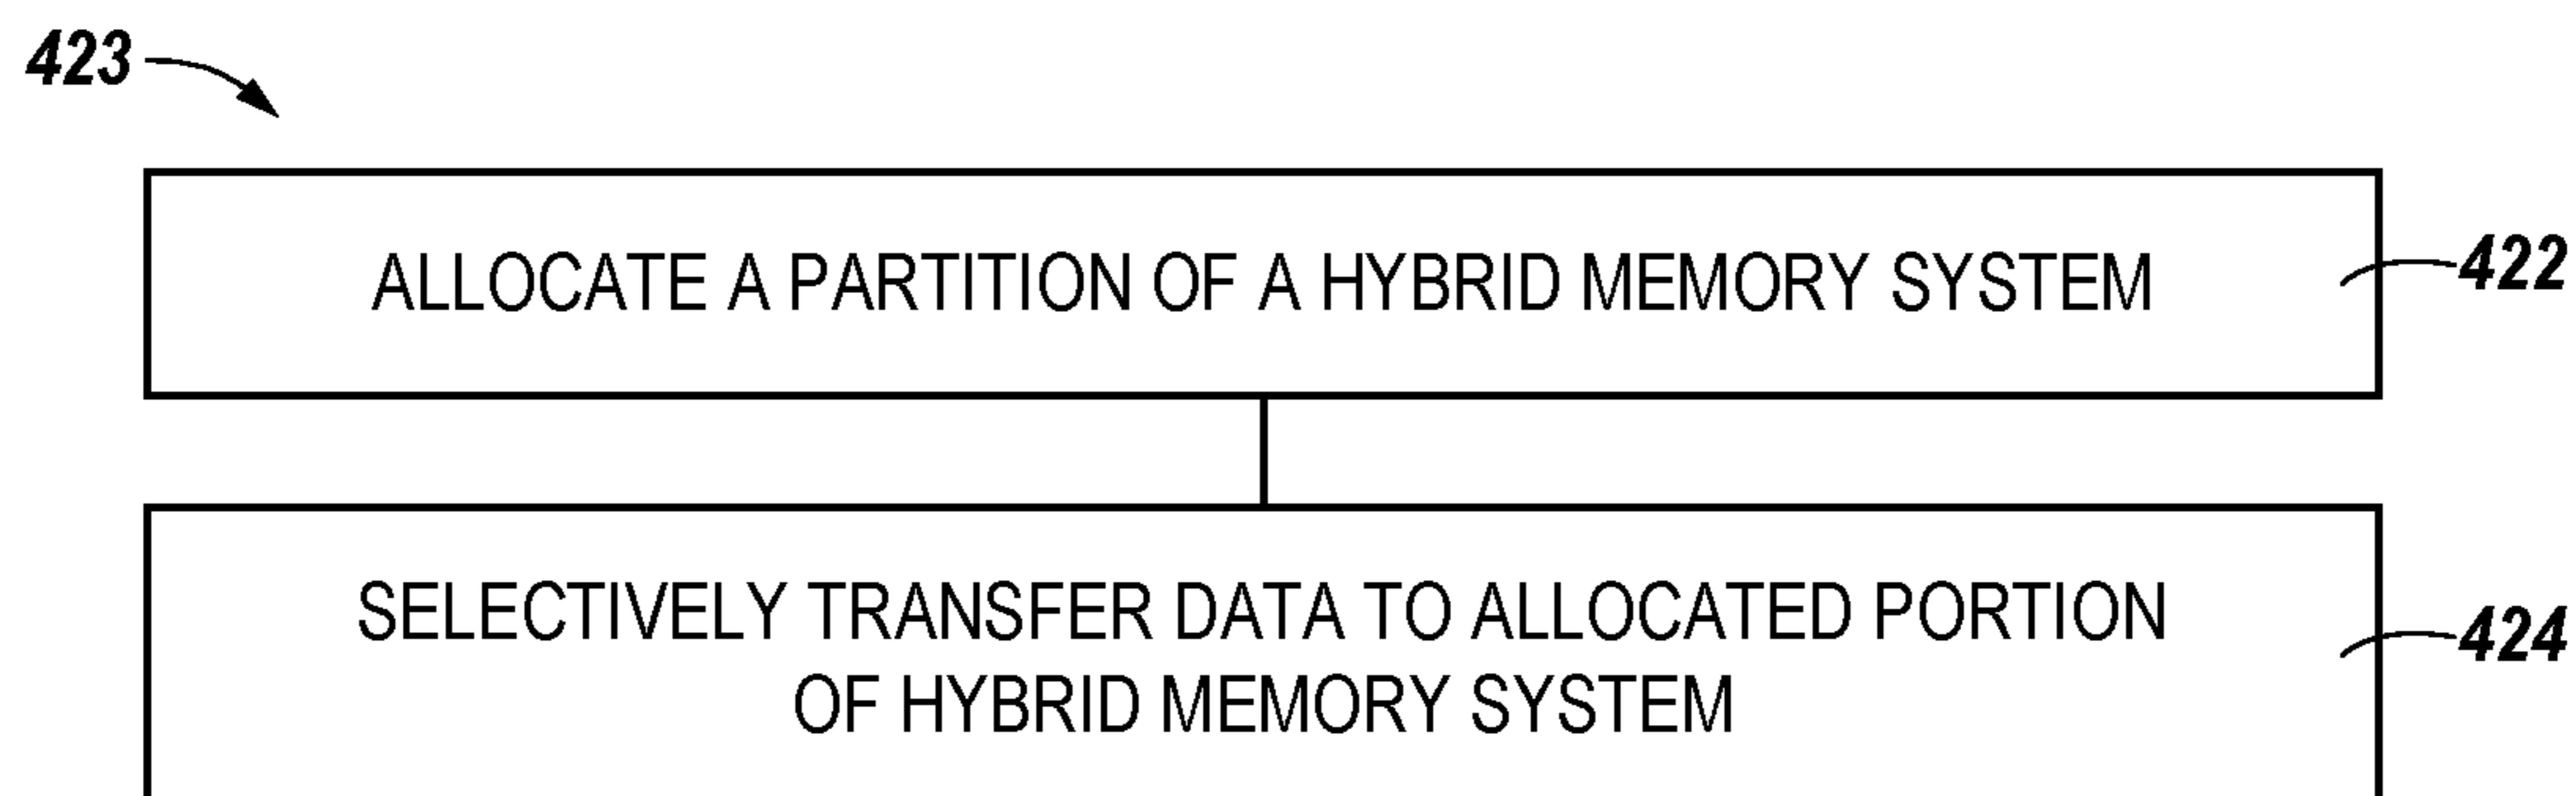 423
ALLOCATE A PARTITION OF A HYBRID MEMORY SYSTEM
422
SELECTIVELY TRANSFER DATA TO ALLOCATED PORTION
OF HYBRID MEMORY SYSTEM
424